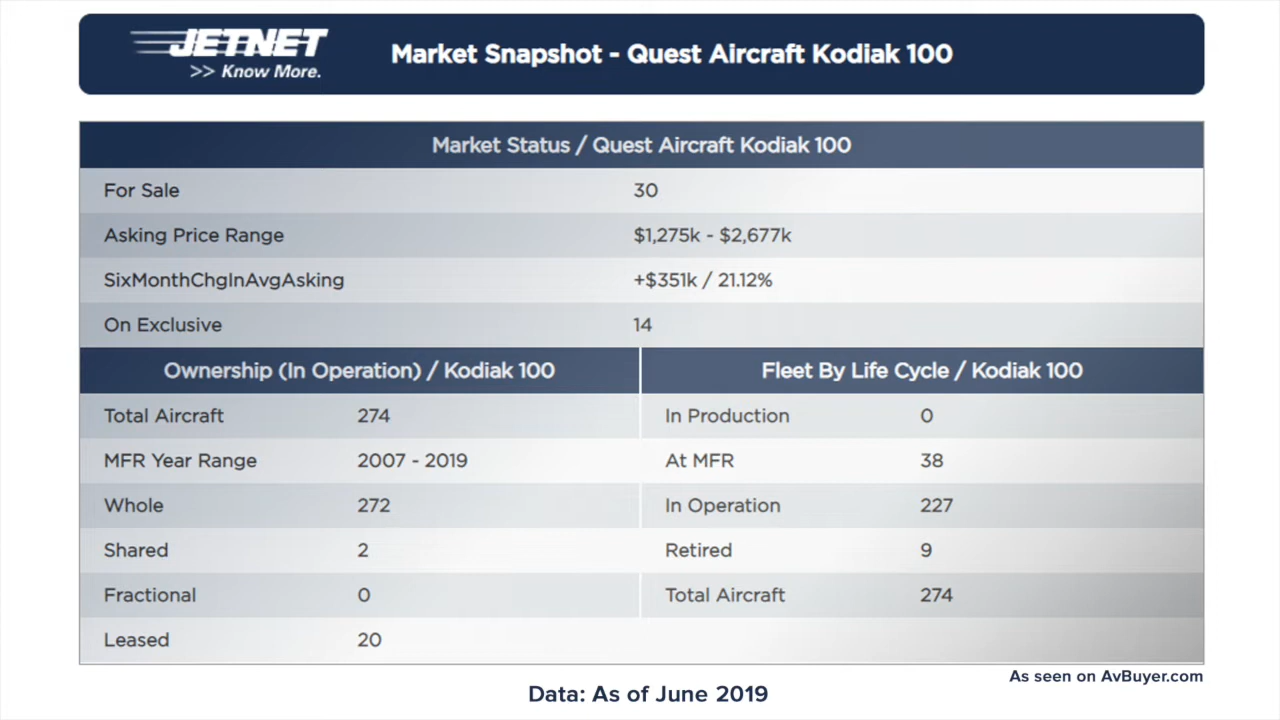 JETNET
>> Know More.
Market Snapshot - Quest Aircraft Kodiak 100
Market Status / Quest Aircraft Kodiak 100
For Sale 30
Asking Price Range $1,275k - $2,677k
SixMonthChgInAvgAsking +$351k / 21.12%
On Exclusive 14
Ownership (In Operation) / Kodiak 100 Fleet By Life Cycle / Kodiak 100
Total Aircraft 274 In Production 0
MFR Year Range 2007 - 2019 At MFR 38
Whole 272 In Operation 227
Shared 2 Retired 9
Fractional 0 Total Aircraft 274
Leased 20
As seen on AvBuyer.com
Data: As of June 2019